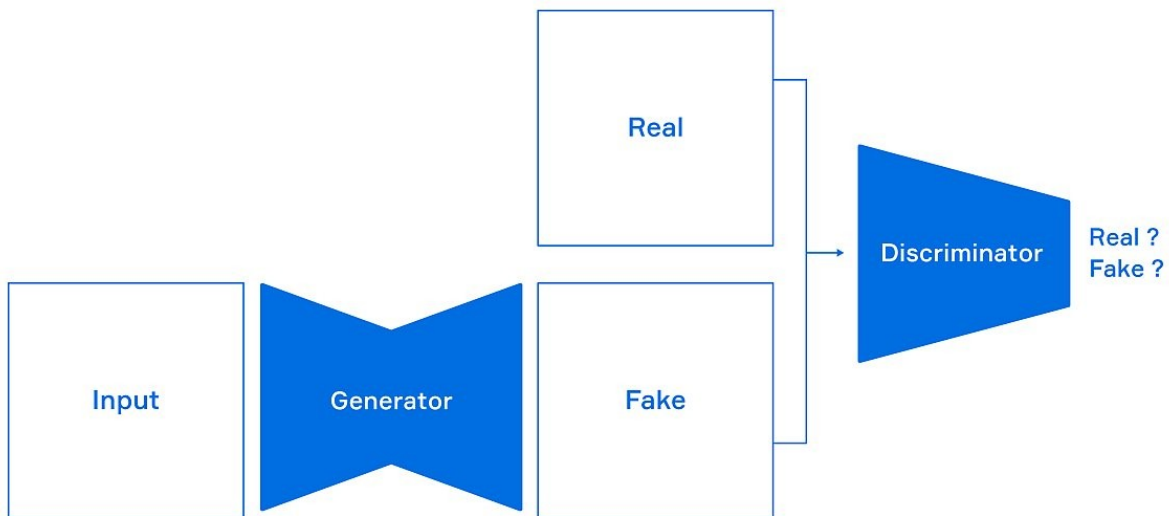 Real
Discriminator
Real ?
Fake ?
Input
Generator
Fake